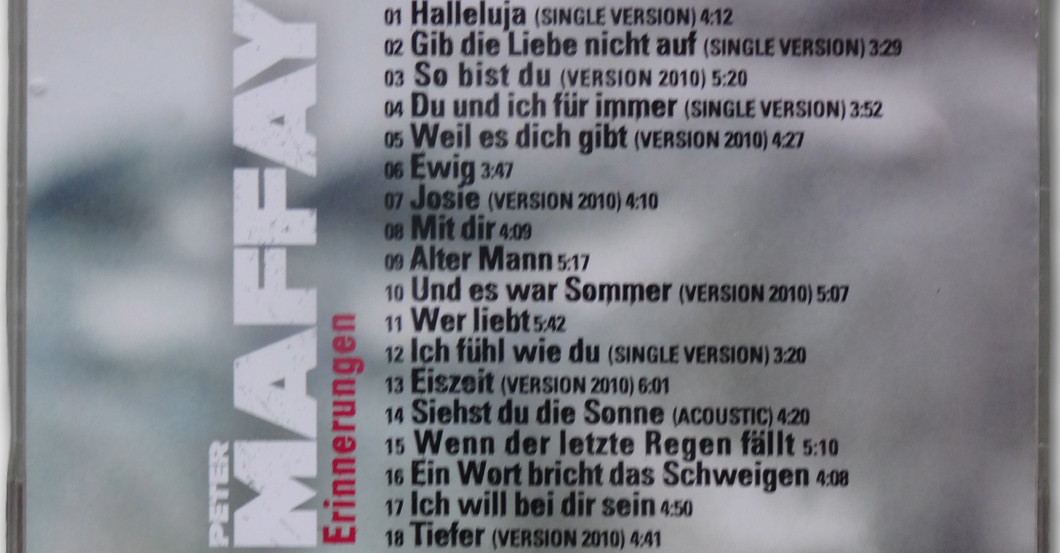 PETER
MAFFAY
Erinnerungen
01 Halleluja (SINGLE VERSION) 4:12
02 Gib die Liebe nicht auf (SINGLE VERSION) 3:29
03 So bist du (VERSION 2010) 5:20
04 Du und ich für immer (SINGLE VERSION) 3:52
05 Weil es dich gibt (VERSION 2010) 4:27
06 Ewig 3:47
07 Josie (VERSION 2010) 4:10
08 Mit dir 4:09
09 Alter Mann 5:17
10 Und es war Sommer (VERSION 2010) 5:07
11 Wer liebt 5:42
12 Ich fühl wie du (SINGLE VERSION) 3:20
13 Eiszeit (VERSION 2010) 6:01
14 Siehst du die Sonne (ACOUSTIC) 4:20
15 Wenn der letzte Regen fällt 5:10
16 Ein Wort bricht das Schweigen 4:08
17 Ich will bei dir sein 4:50
18 Tiefer (VERSION 2010) 4:41